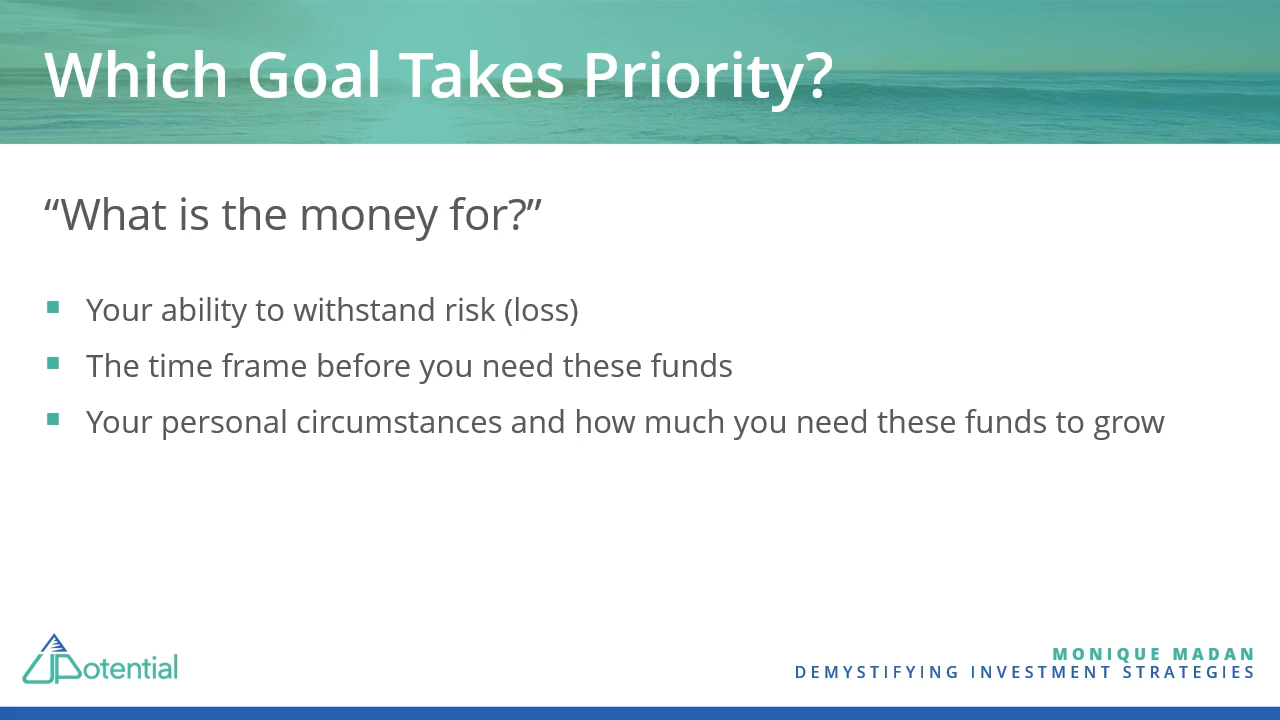 Which Goal Takes Priority?
“What is the money for?”
▪ Your ability to withstand risk (loss)
▪ The time frame before you need these funds
▪ Your personal circumstances and how much you need these funds to grow
UPotential
MONIQUE MADAN
DEMYSTIFYING INVESTMENT STRATEGIES